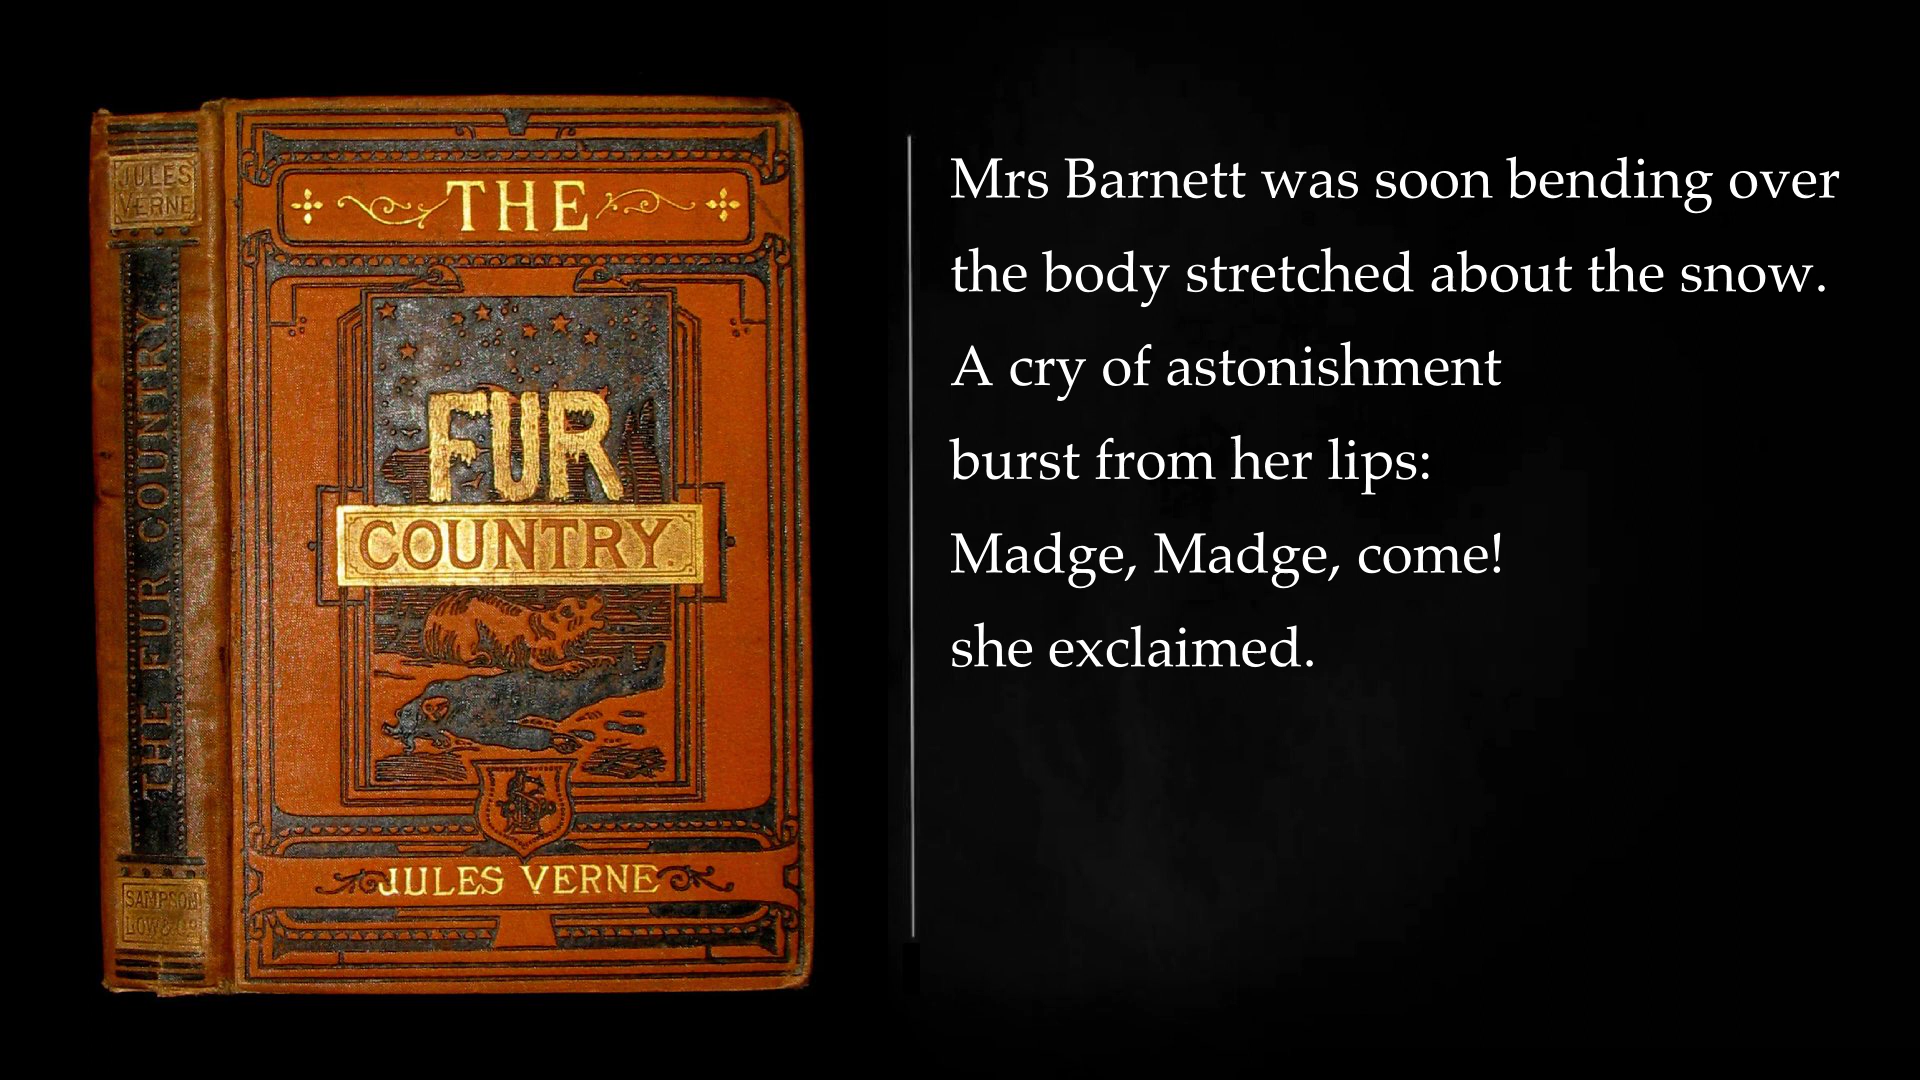 JULES
VERNE
THE FUR COUNTRY.
SAMPSON
LOW & Co
THE
FUR
COUNTRY.
JULES VERNE
Mrs Barnett was soon bending over
the body stretched about the snow.
A cry of astonishment
burst from her lips:
Madge, Madge, come!
she exclaimed.